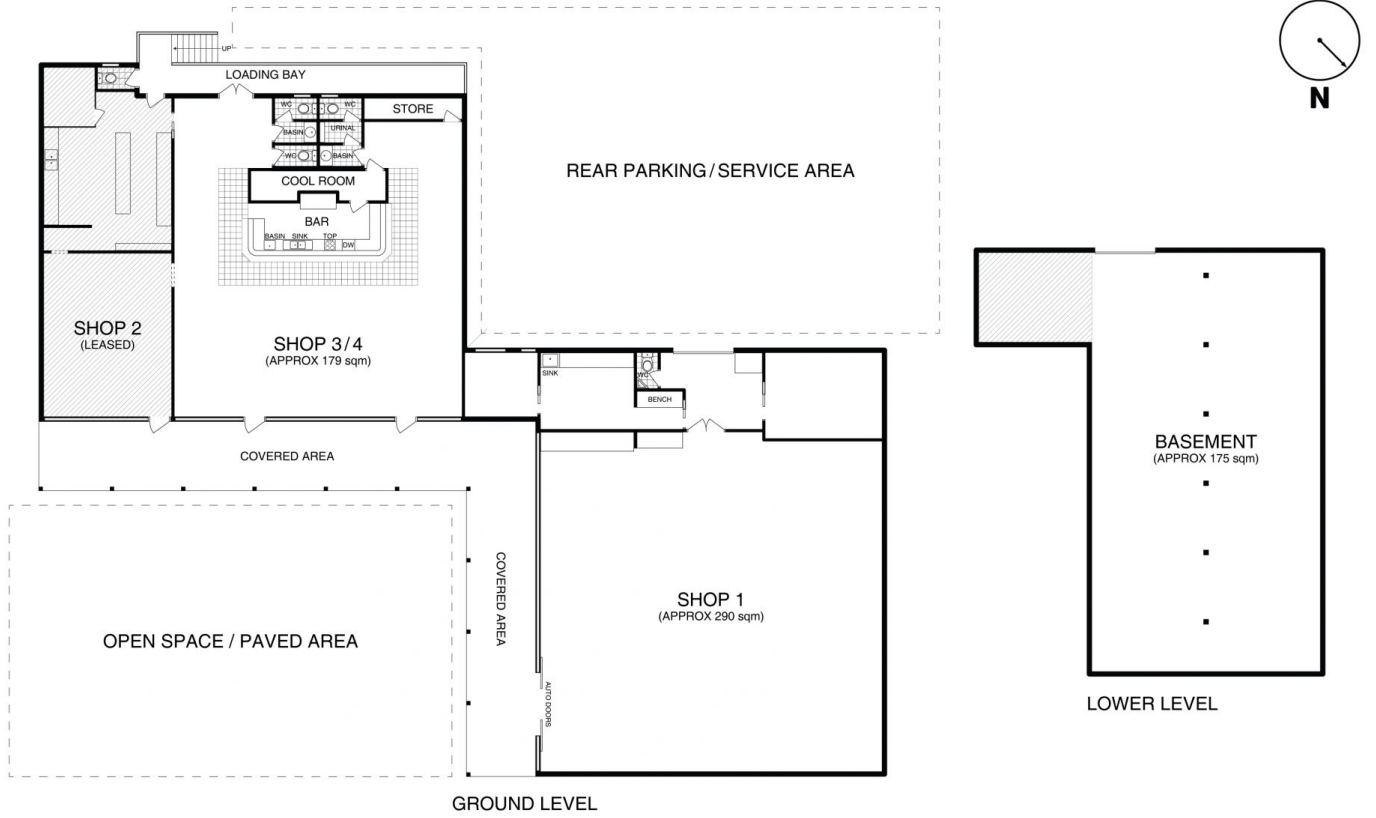 N
UP
LOADING BAY
WC
WC
STORE
BASIN
URINAL
WC
BASIN
COOL ROOM
BAR
BASIN
SINK
TOP
DW
REAR PARKING/SERVICE AREA
SHOP 2
(LEASED)
SHOP 3/4
(APPROX 179 sqm)
SINK
WC
BENCH
COVERED AREA
COVERED AREA
OPEN SPACE / PAVED AREA
SHOP 1
(APPROX 290 sqm)
AUTO DOORS
GROUND LEVEL
BASEMENT
(APPROX 175 sqm)
LOWER LEVEL